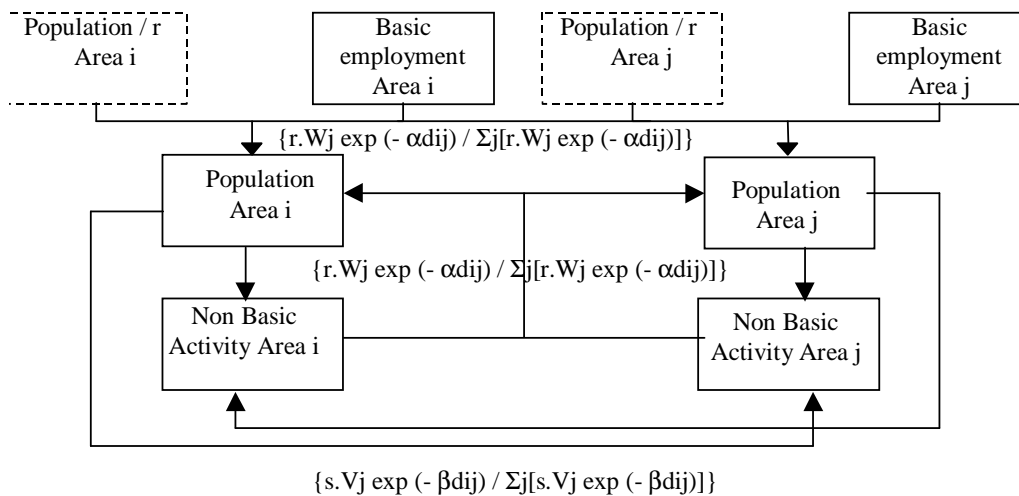 Population / r
Area i
Basic
employment
Area i
Population / r
Area j
Basic
employment
Area j
{r.Wj exp (- αdij) / Σj[r.Wj exp (- αdij)]}
Population
Area i
Population
Area j
{r.Wj exp (- αdij) / Σj[r.Wj exp (- αdij)]}
Non Basic
Activity Area i
Non Basic
Activity Area j
{s.Vj exp (- βdij) / Σj[s.Vj exp (- βdij)]}